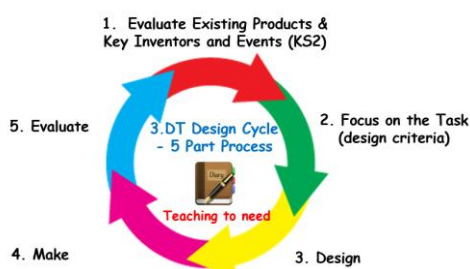 1. Evaluate Existing Products &
Key Inventors and Events (KS2)
2. Focus on the Task
(design criteria)
3. Design
4. Make
5. Evaluate
3.DT Design Cycle
- 5 Part Process
Diary
Teaching to need